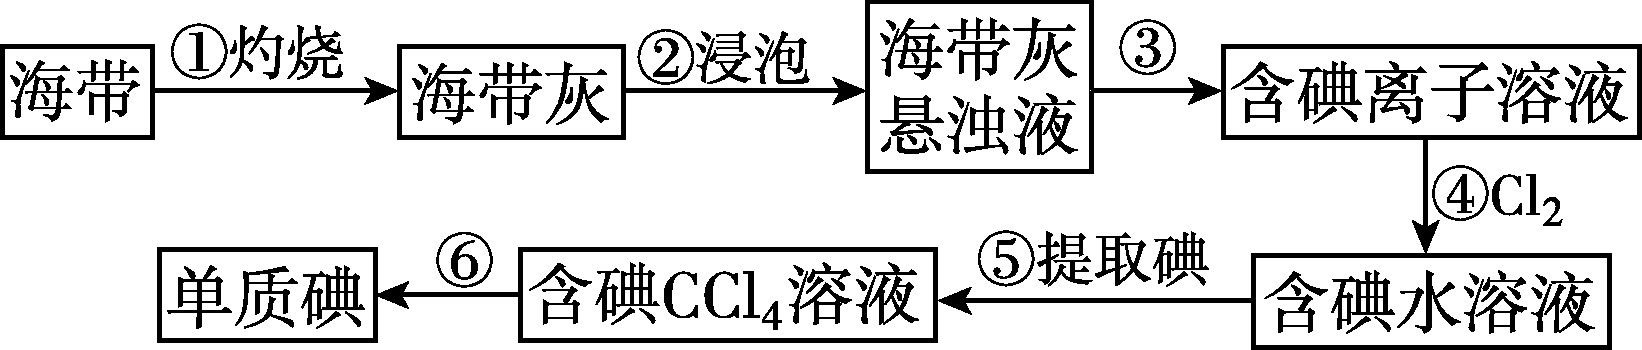 海带
①灼烧
海带灰
②浸泡
海带灰
悬浊液
③
含碘离子溶液
④Cl₂
含碘水溶液
⑤提取碘
含碘CCl₄溶液
⑥
单质碘